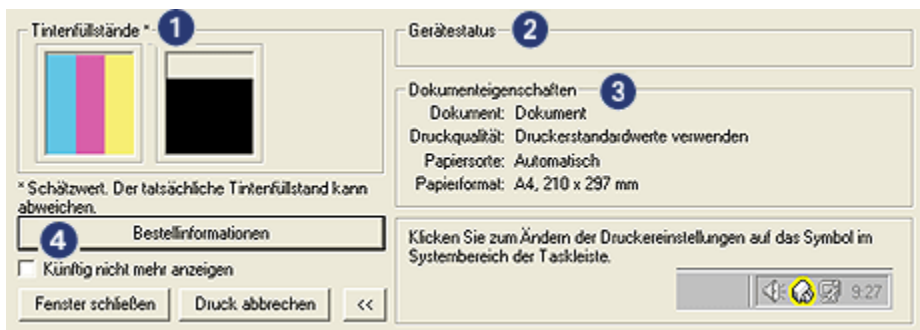 Tintenfüllstände *
1
* Schätzwert. Der tatsächliche Tintenfüllstand kann
abweichen.
4
Bestellinformationen
Künftig nicht mehr anzeigen
Fenster schließen
Druck abbrechen
<<
Gerätestatus
2
Dokumenteigenschaften
3
Dokument: Dokument
Druckqualität: Druckerstandardwerte verwenden
Papiersorte: Automatisch
Papierformat: A4, 210 x 297 mm
Klicken Sie zum Ändern der Druckereinstellungen auf das Symbol im
Systembereich der Taskleiste.
9:27